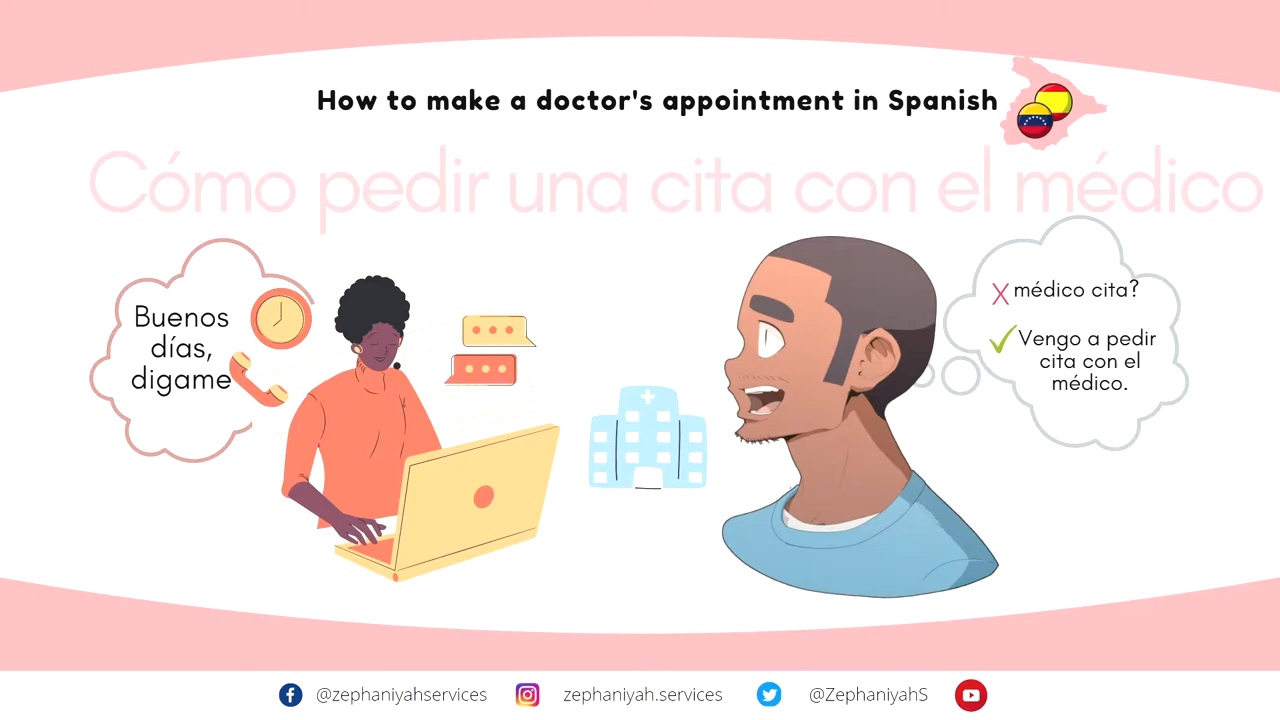 How to make a doctor's appointment in Spanish
Cómo pedir una cita con el médico
Buenos
días,
digame
X médico cita?
Vengo a pedir
cita con el
médico.
@zephaniyahservices
zephaniyah.services
@ZephaniyahS